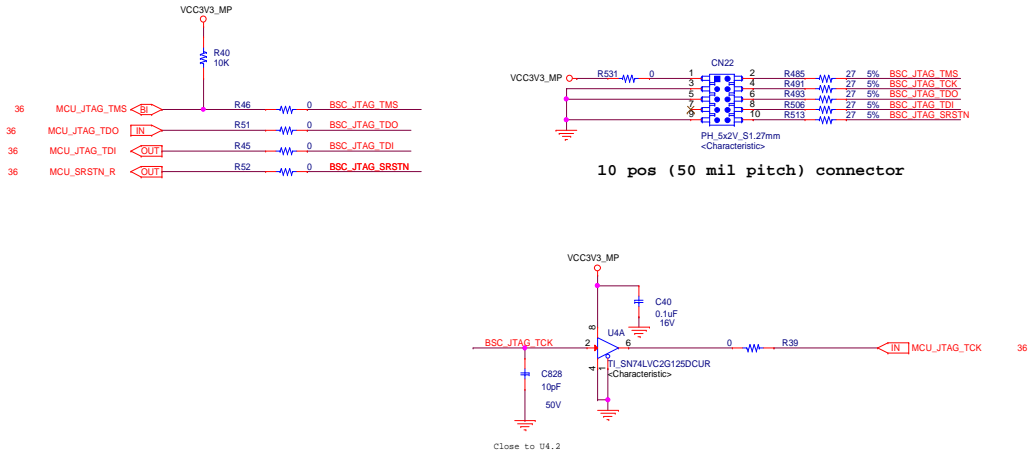 VCC3V3_MP
R40
10K
36 MCU_JTAG_TMS BI R46 0 BSC_JTAG_TMS
36 MCU_JTAG_TDO IN R51 0 BSC_JTAG_TDO
36 MCU_JTAG_TDI OUT R45 0 BSC_JTAG_TDI
36 MCU_SRSTN_R OUT R52 0 BSC_JTAG_SRSTN
CN22
VCC3V3_MP R531 0 1 2 R485 27 5% BSC_JTAG_TMS
3 4 R491 27 5% BSC_JTAG_TCK
5 6 R493 27 5% BSC_JTAG_TDO
7 8 R506 27 5% BSC_JTAG_TDI
9 10 R513 27 5% BSC_JTAG_SRSTN
PH_5x2V_S1.27mm
<Characteristic>
10 pos (50 mil pitch) connector
VCC3V3_MP
C40
0.1uF
16V
8 U4A
BSC_JTAG_TCK 2 6 0 R39 IN MCU_JTAG_TCK 36
4 1 TI_SN74LVC2G125DCUR
<Characteristic>
C828
10pF
50V
Close to U4.2